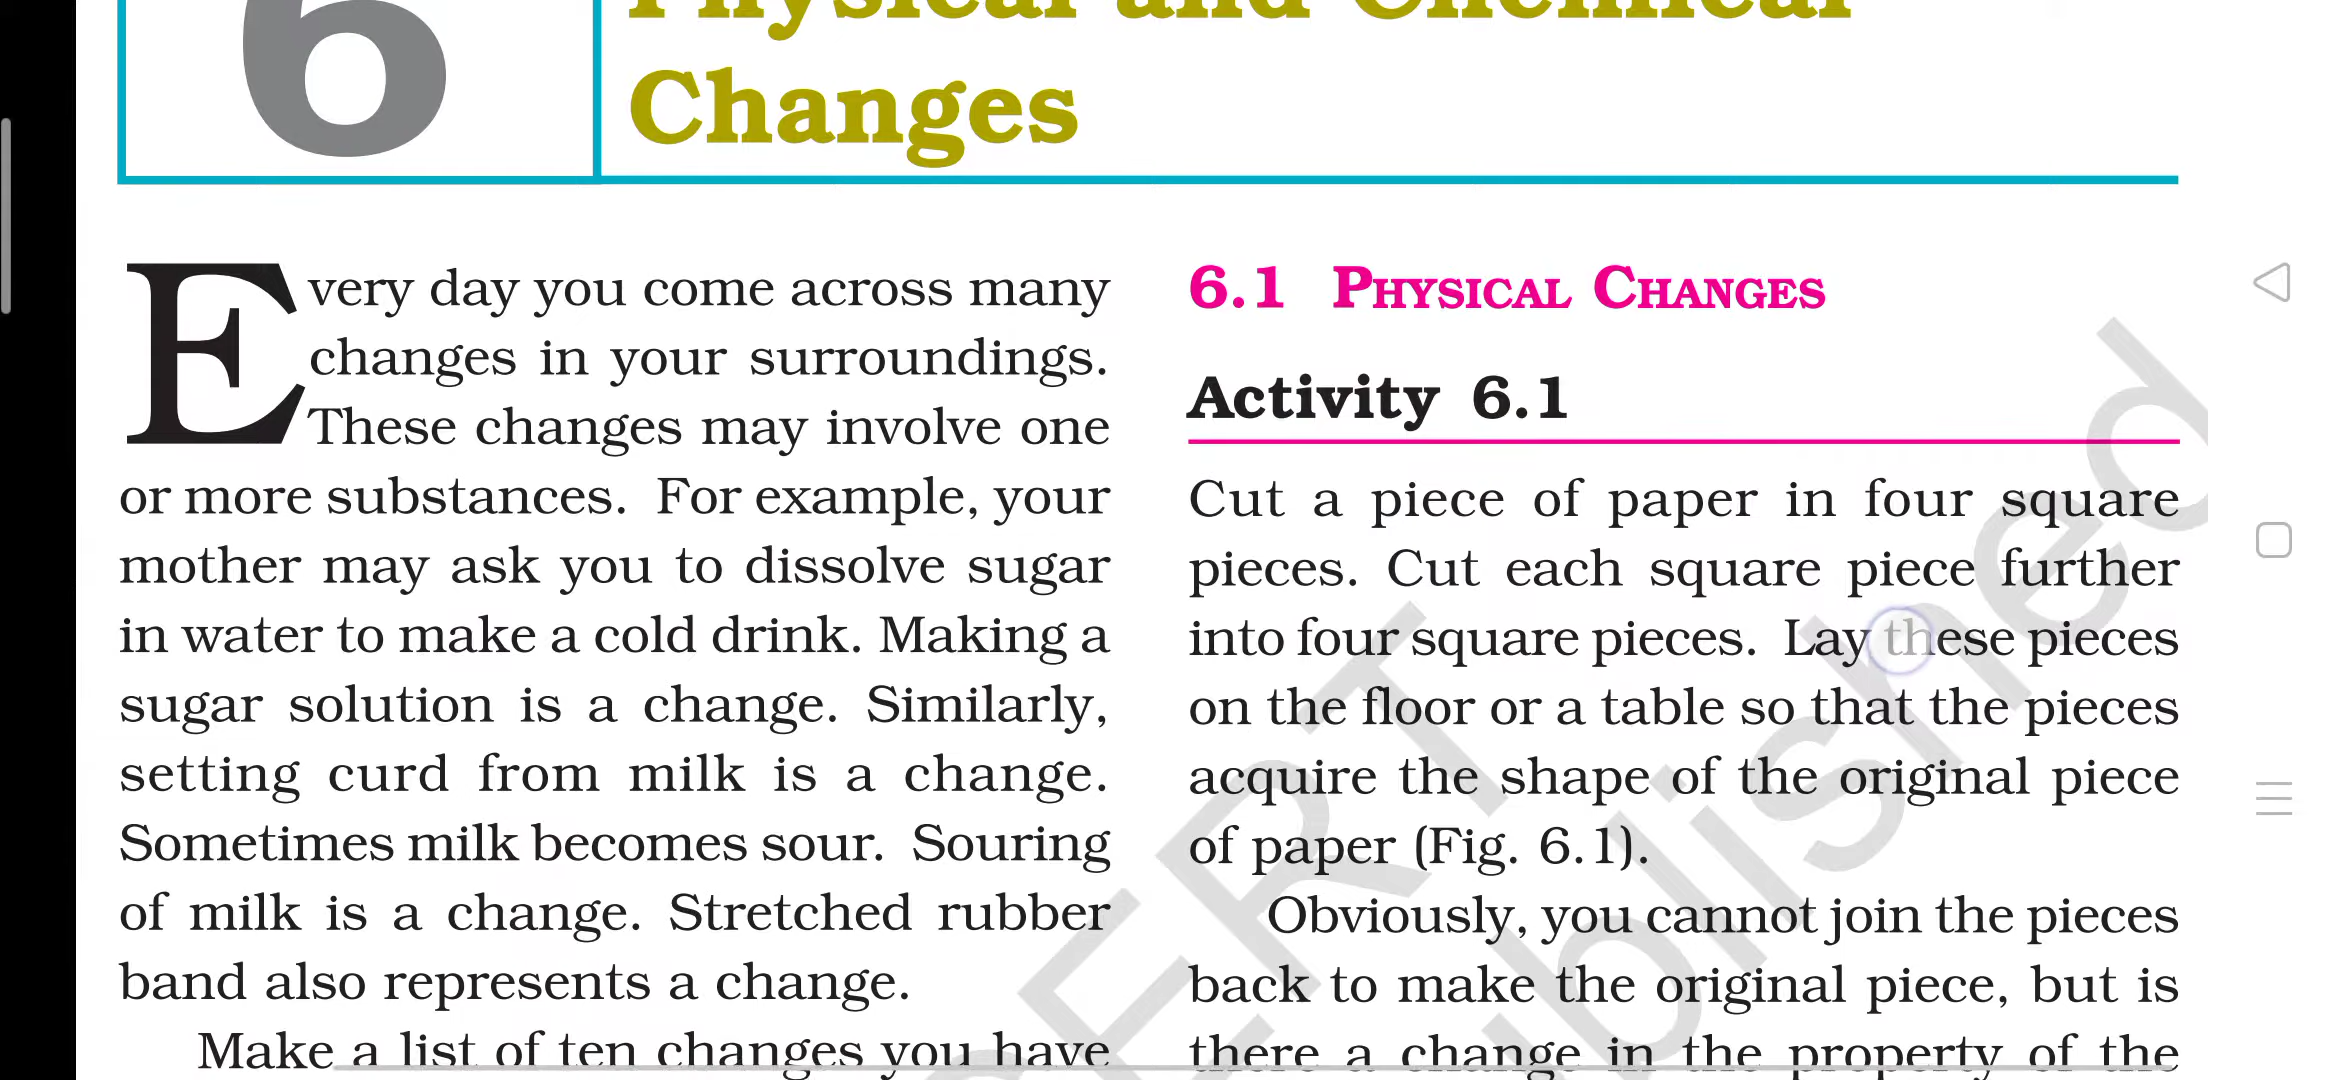 6
Physical and Chemical
Changes
Every day you come across many
changes in your surroundings.
These changes may involve one
or more substances. For example, your
mother may ask you to dissolve sugar
in water to make a cold drink. Making a
sugar solution is a change. Similarly,
setting curd from milk is a change.
Sometimes milk becomes sour. Souring
of milk is a change. Stretched rubber
band also represents a change.
Make a list of ten changes you have
6.1 PHYSICAL CHANGES
Activity 6.1
Cut a piece of paper in four square
pieces. Cut each square piece further
into four square pieces. Lay these pieces
on the floor or a table so that the pieces
acquire the shape of the original piece
of paper (Fig. 6.1).
Obviously, you cannot join the pieces
back to make the original piece, but is
there a change in the property of the